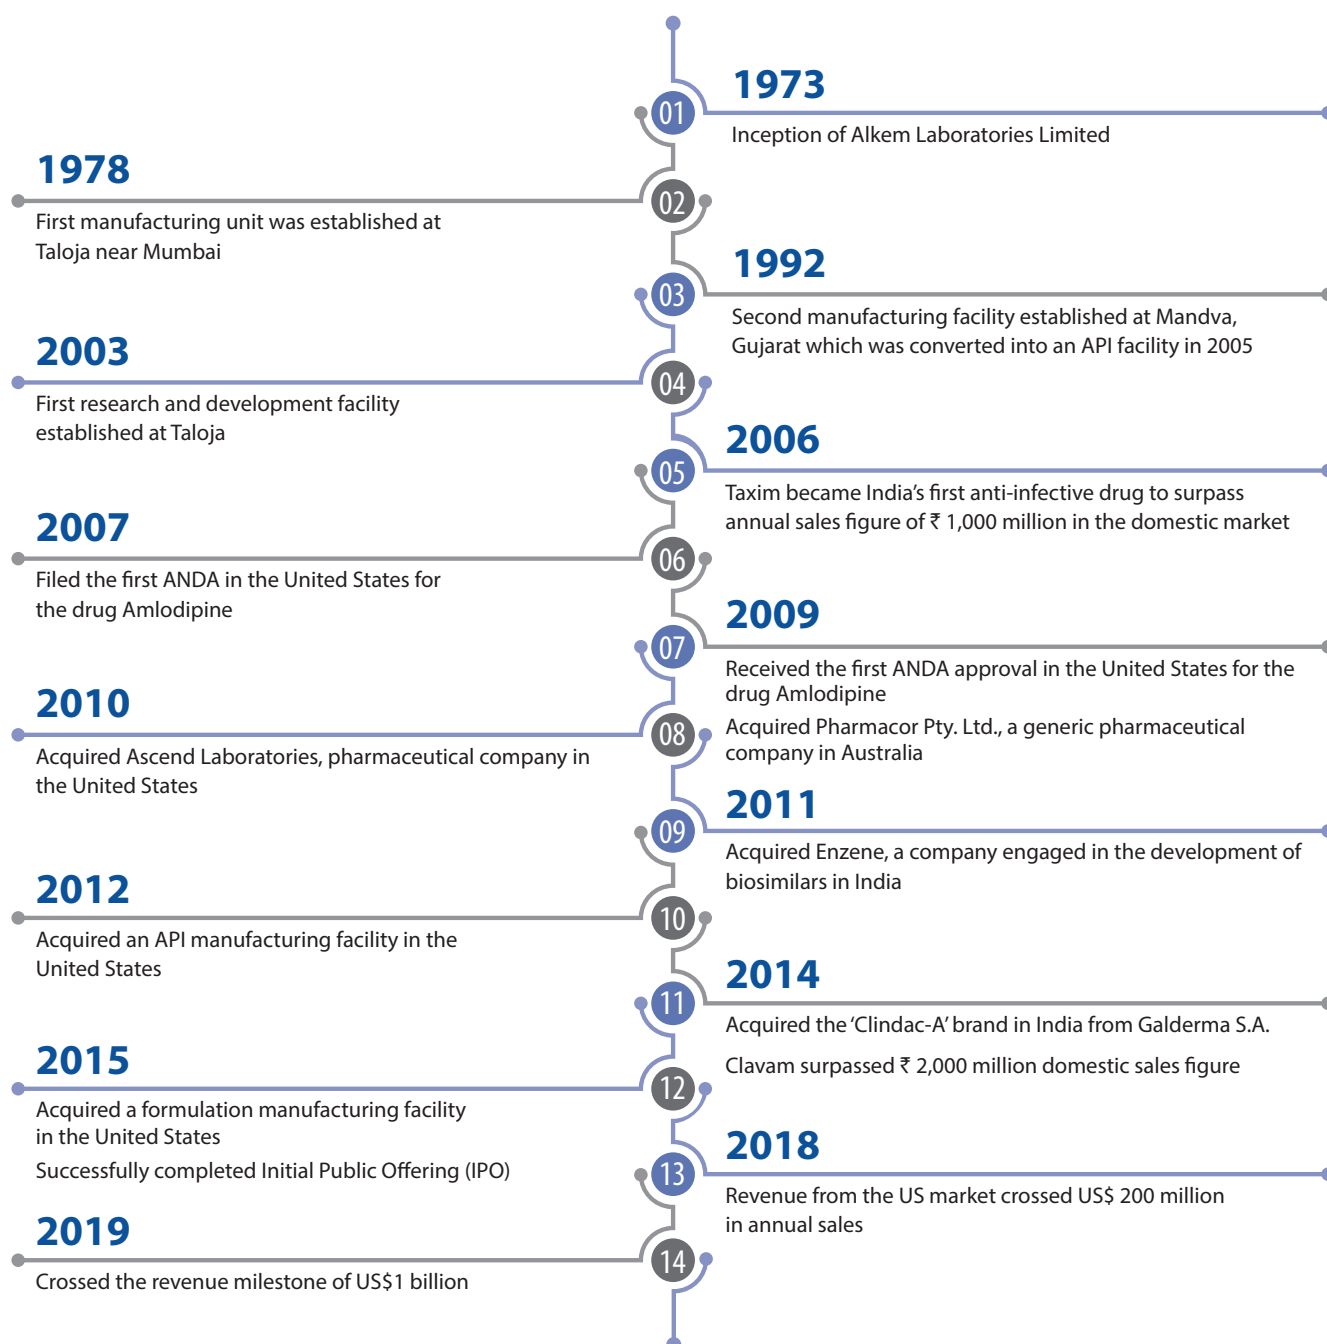 01
1973
Inception of Alkem Laboratories Limited
1978
02
First manufacturing unit was established at
Taloja near Mumbai
1992
03
Second manufacturing facility established at Mandva,
Gujarat which was converted into an API facility in 2005
2003
04
First research and development facility
established at Taloja
2006
05
Taxim became India’s first anti-infective drug to surpass
annual sales figure of ₹ 1,000 million in the domestic market
2007
06
Filed the first ANDA in the United States for
the drug Amlodipine
2009
07
Received the first ANDA approval in the United States for the
drug Amlodipine
Acquired Pharmacor Pty. Ltd., a generic pharmaceutical
company in Australia
2010
08
Acquired Ascend Laboratories, pharmaceutical company in
the United States
2011
09
Acquired Enzene, a company engaged in the development of
biosimilars in India
2012
10
Acquired an API manufacturing facility in the
United States
2014
11
Acquired the ‘Clindac-A’ brand in India from Galderma S.A.
Clavam surpassed ₹ 2,000 million domestic sales figure
2015
12
Acquired a formulation manufacturing facility
in the United States
Successfully completed Initial Public Offering (IPO)
2018
13
Revenue from the US market crossed US$ 200 million
in annual sales
2019
14
Crossed the revenue milestone of US$1 billion